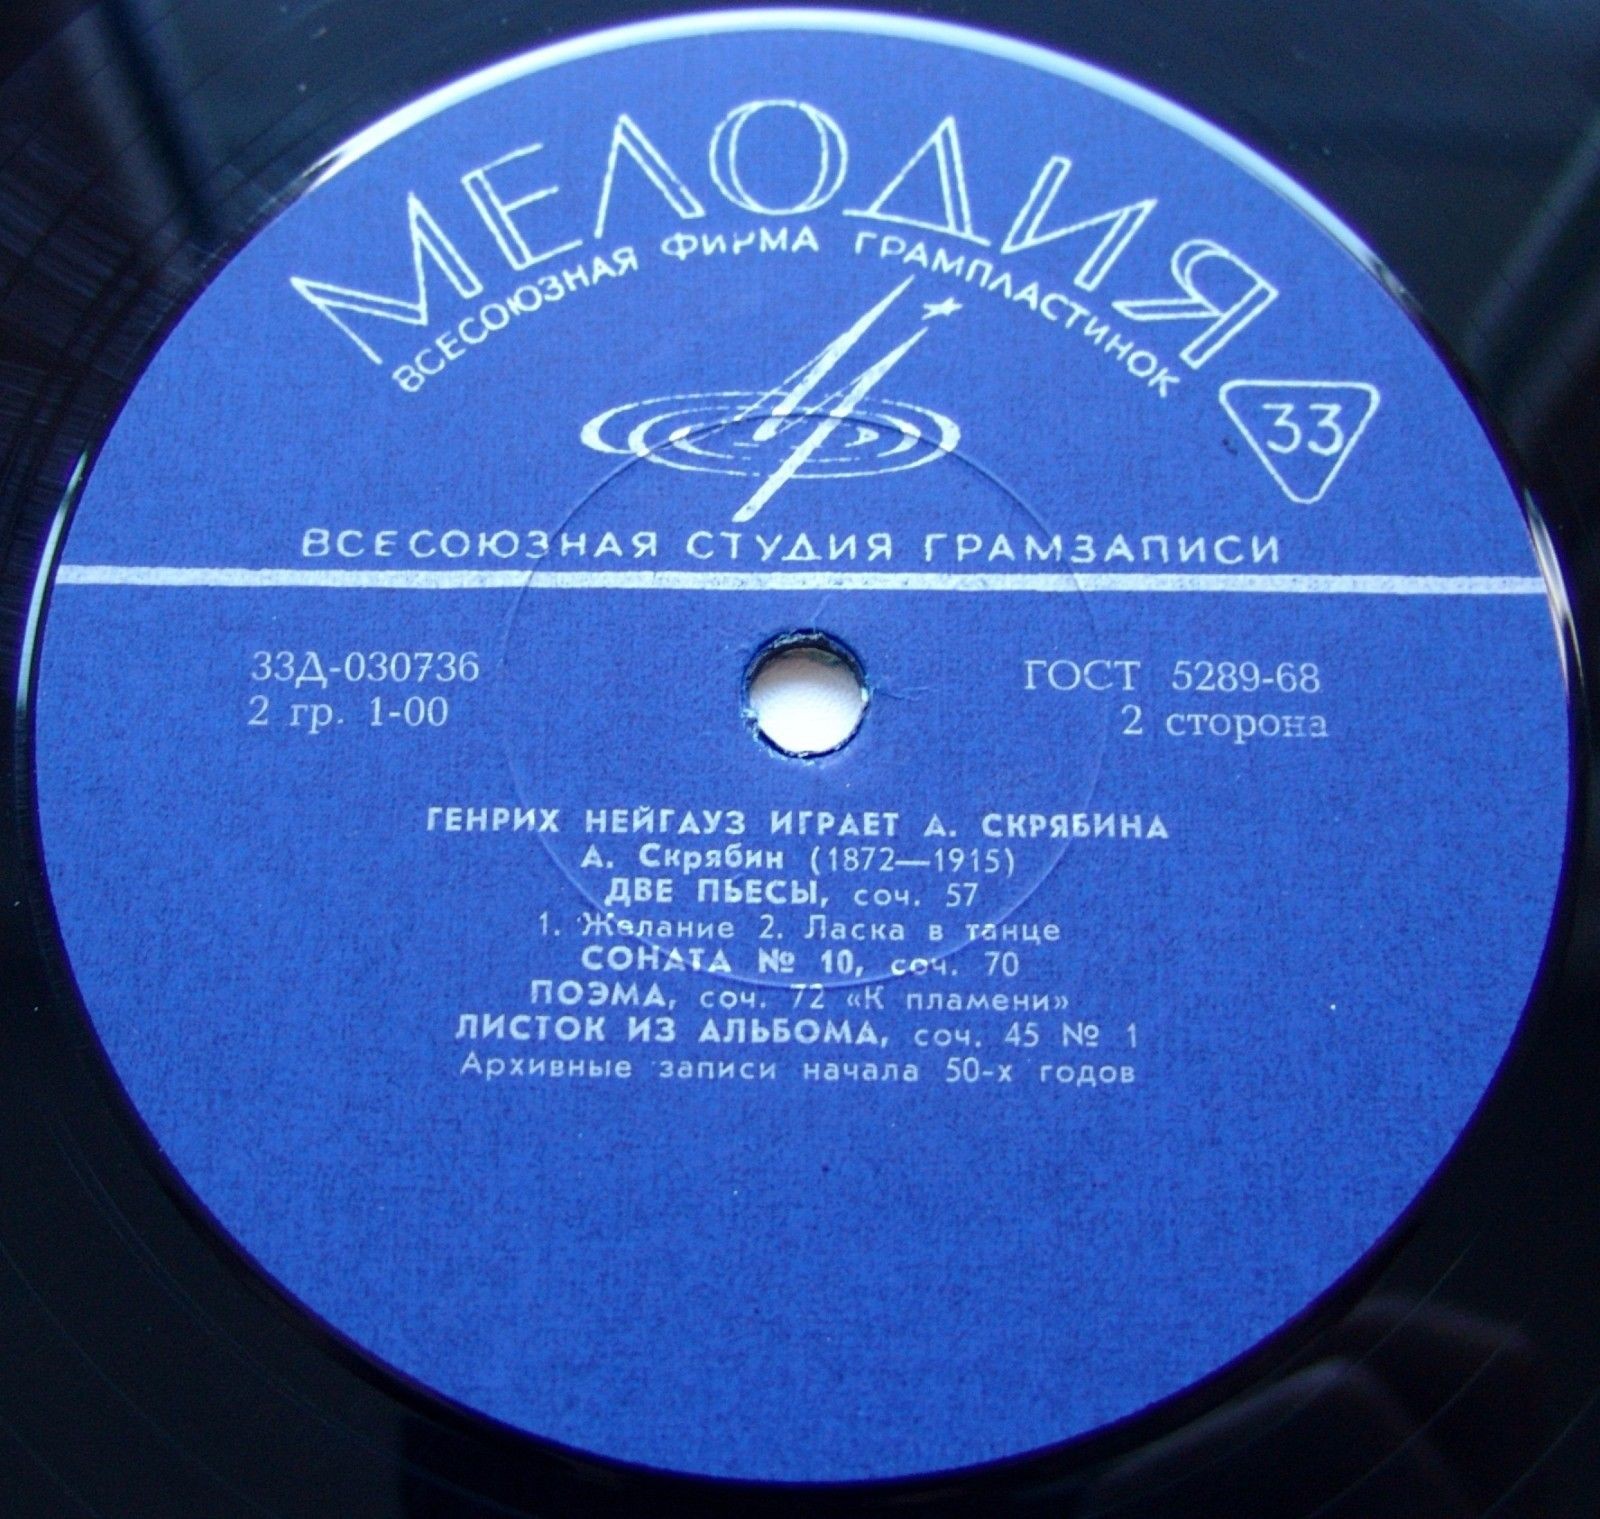 МЕЛОДИЯ
ВСЕСОЮЗНАЯ ФИРМА ГРАМПЛАСТИНОК
33
ВСЕСОЮЗНАЯ СТУДИЯ ГРАМЗАПИСИ
33Д-030736
2 гр. 1-00
ГОСТ 5289-68
2 сторона
ГЕНРИХ НЕЙГАУЗ ИГРАЕТ А. СКРЯБИНА
А. Скрябин (1872—1915)
ДВЕ ПЬЕСЫ, соч. 57
1. Желание 2. Ласка в танце
СОНАТА № 10, соч. 70
ПОЭМА, соч. 72 «К пламени»
ЛИСТОК ИЗ АЛЬБОМА, соч. 45 № 1
Архивные записи начала 50-х годов